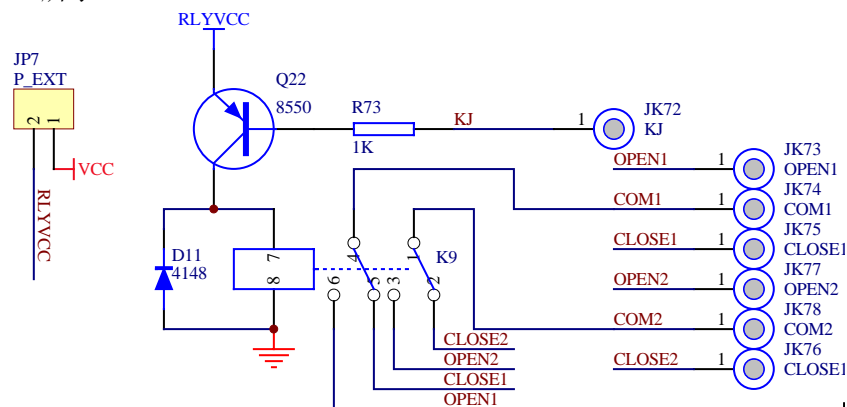 RLYVCC
JP7
P_EXT
2
1
VCC
RLYVCC
Q22
8550
R73
1K
KJ
1
JK72
KJ
OPEN1
1
JK73
OPEN1
COM1
1
JK74
COM1
CLOSE1
1
JK75
CLOSE1
OPEN2
1
JK77
OPEN2
COM2
1
JK78
COM2
CLOSE2
1
JK76
CLOSE1
D11
4148
7
8
4
1
K9
6
5
3
2
CLOSE2
OPEN2
CLOSE1
OPEN1